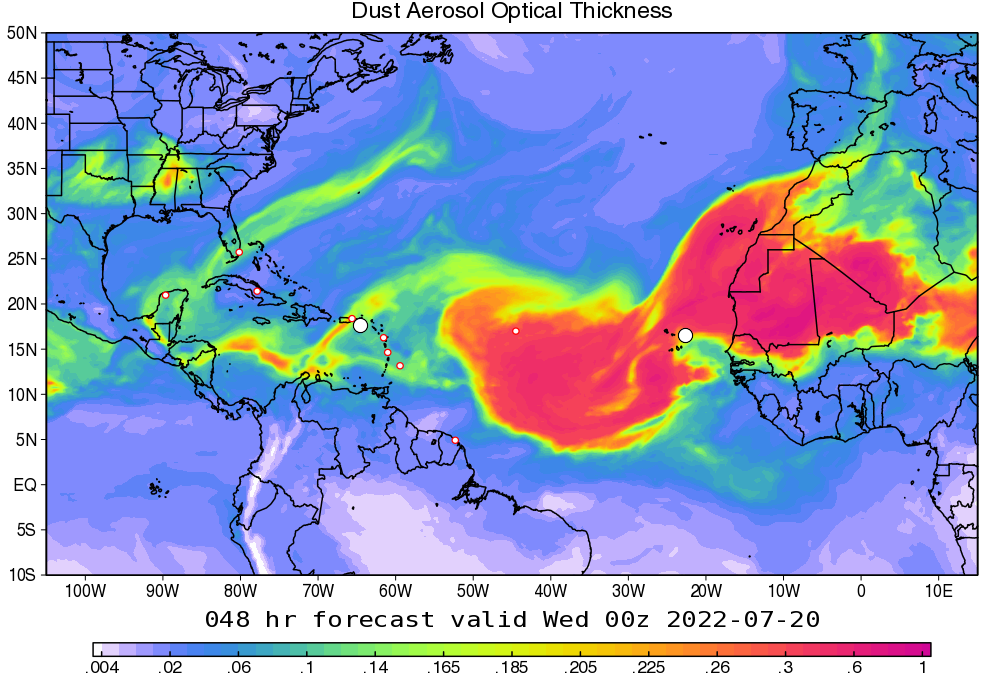 Dust Aerosol Optical Thickness
50N
45N
40N
35N
30N
25N
20N
15N
10N
5N
EQ
5S
10S
100W 90W 80W 70W 60W 50W 40W 30W 20W 10W 0 10E
048 hr forecast valid Wed 00z 2022-07-20
.004 .02 .06 .1 .14 .165 .185 .205 .225 .26 .3 .6 1